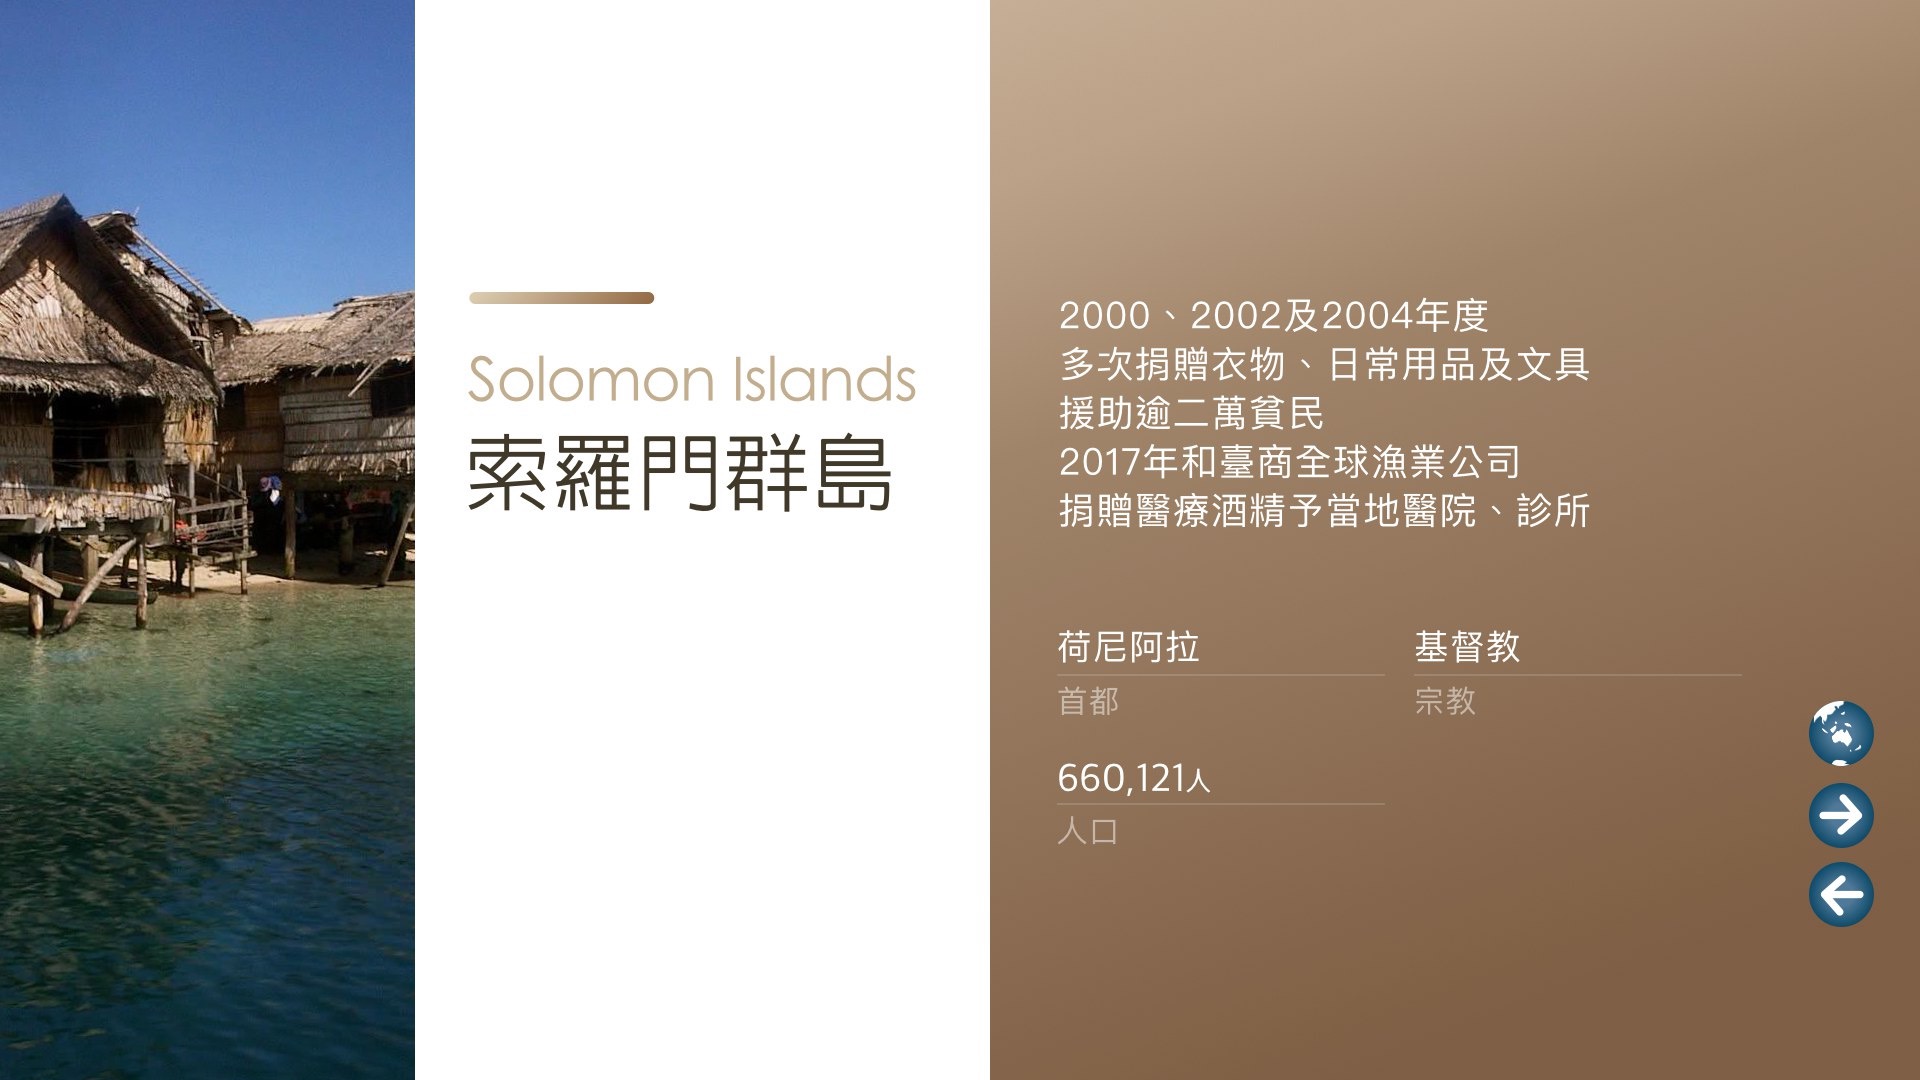 Solomon Islands
索羅門群島
2000、2002及2004年度
多次捐贈衣物、日常用品及文具
援助逾二萬貧民
2017年和臺商全球漁業公司
捐贈醫療酒精予當地醫院、診所
荷尼阿拉
首都
基督教
宗教
660,121人
人口